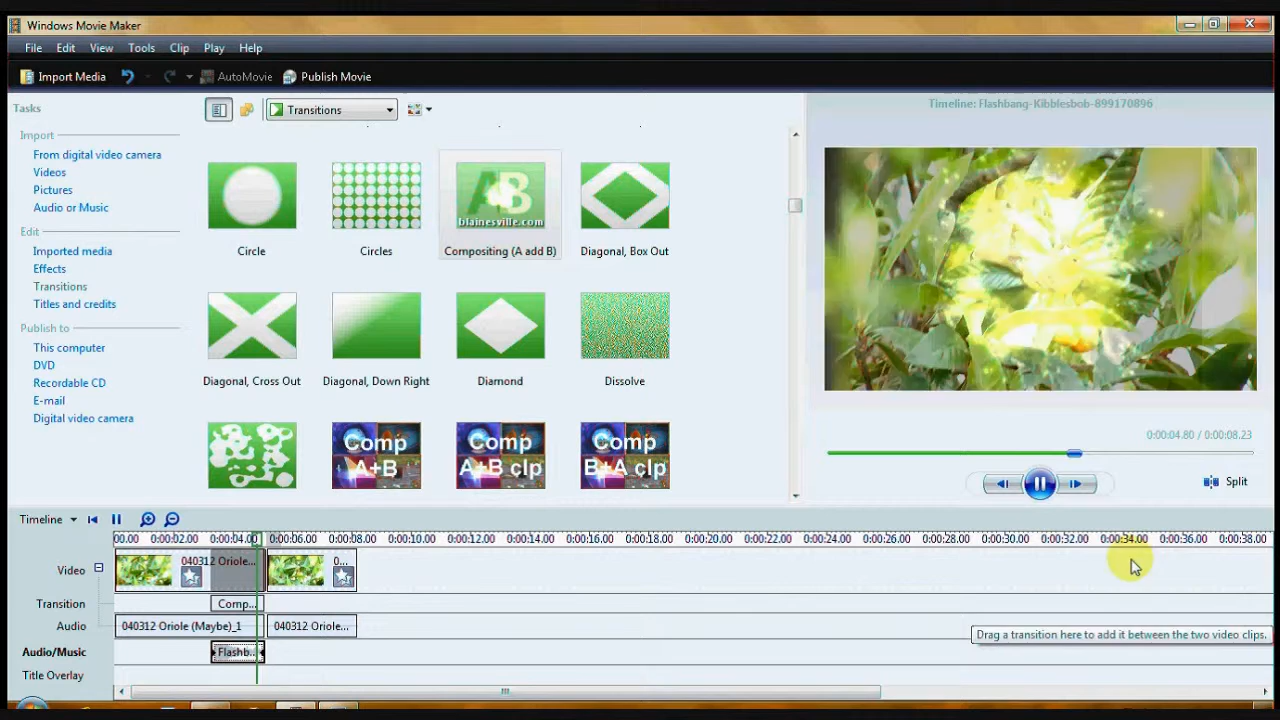 Windows Movie Maker
File Edit View Tools Clip Play Help
Import Media AutoMovie Publish Movie
Tasks
Transitions
Import
From digital video camera
Videos
Pictures
Audio or Music
Edit
Imported media
Effects
Transitions
Titles and credits
Publish to
This computer
DVD
Recordable CD
E-mail
Digital video camera
AB
blainesville.com
Circle Circles Compositing (A add B) Diagonal, Box Out
Diagonal, Cross Out Diagonal, Down Right Diamond Dissolve
Comp A+B
Comp A+B clp
Comp B+A clp
Timeline: Flashbang-Kibblesbob-899170896
0:00:04.80 / 0:00:08.23
Split
Timeline
00.00 0:00:02.00 0:00:04.00 0:00:06.00 0:00:08.00 0:00:10.00 0:00:12.00 0:00:14.00 0:00:16.00 0:00:18.00 0:00:20.00 0:00:22.00 0:00:24.00 0:00:26.00 0:00:28.00 0:00:30.00 0:00:32.00 0:00:34.00 0:00:36.00 0:00:38.00
Video 040312 Oriole... 0...
Transition Comp...
Audio 040312 Oriole (Maybe)_1 040312 Oriole...
Drag a transition here to add it between the two video clips.
Audio/Music Flashb...
Title Overlay